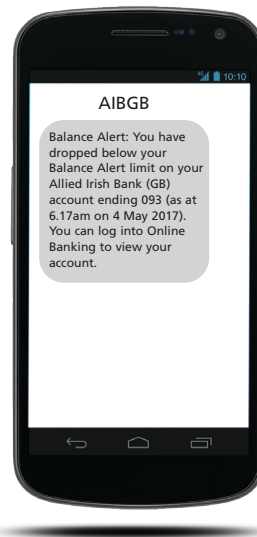 4G 10:10
AIBGB
Balance Alert: You have
dropped below your
Balance Alert limit on your
Allied Irish Bank (GB)
account ending 093 (as at
6.17am on 4 May 2017).
You can log into Online
Banking to view your
account.